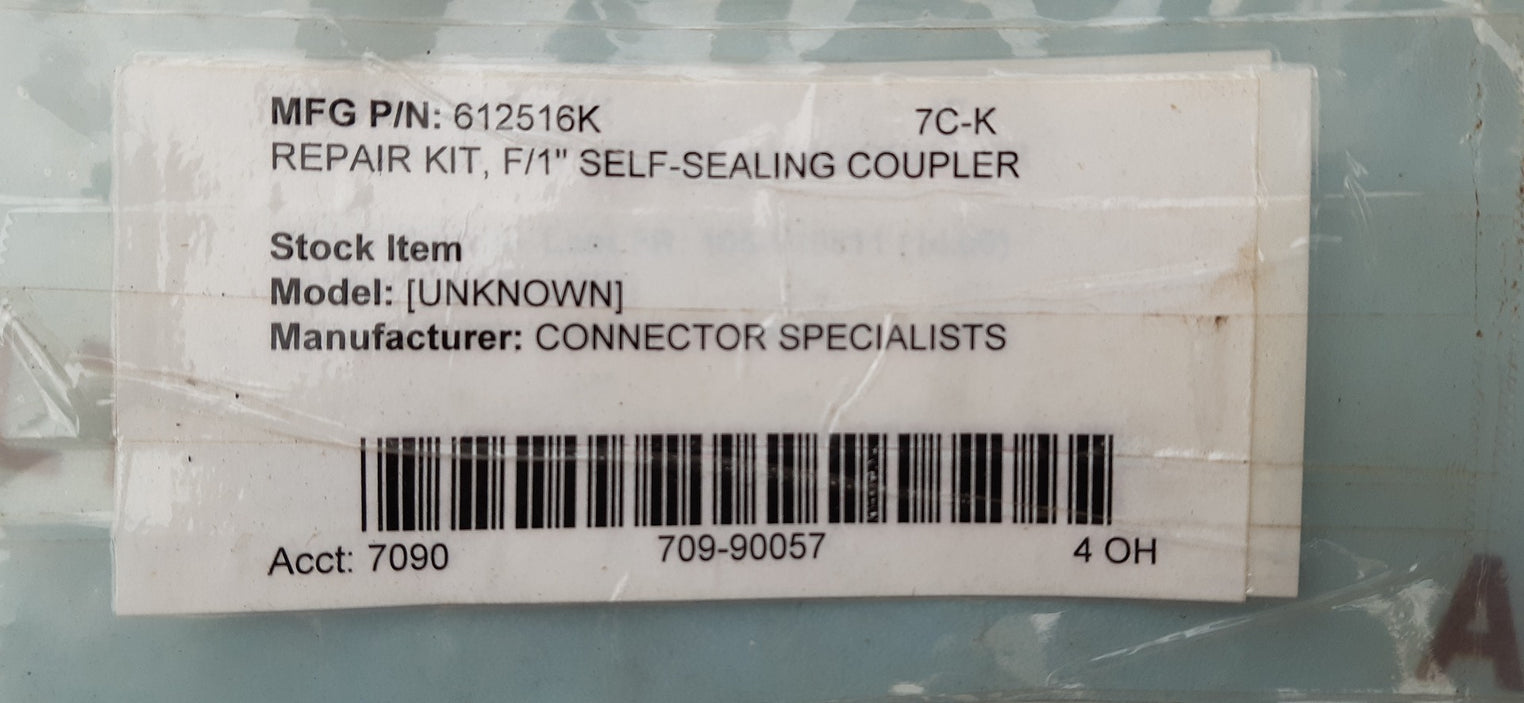 MFG P/N: 612516K 7C-K
REPAIR KIT, F/1" SELF-SEALING COUPLER
Stock Item
Model: [UNKNOWN]
Manufacturer: CONNECTOR SPECIALISTS
Acct: 7090 709-90057 4 OH
A